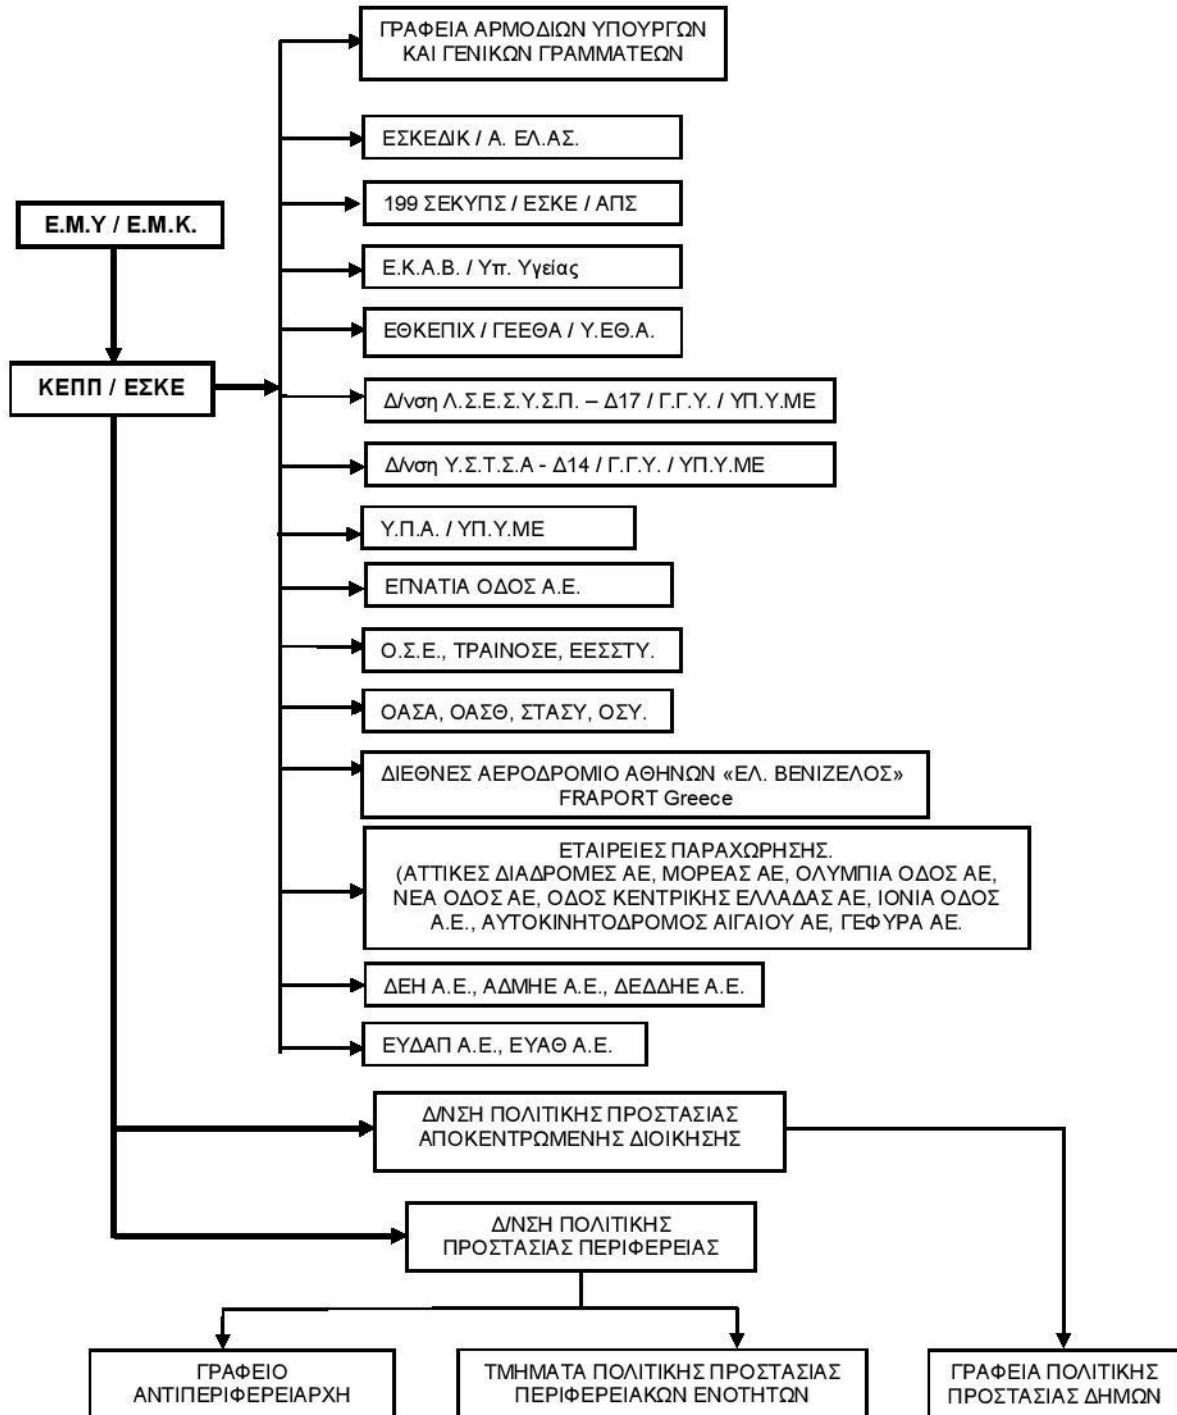 ΓΡΑΦΕΙΑ ΑΡΜΟΔΙΩΝ ΥΠΟΥΡΓΩΝ
ΚΑΙ ΓΕΝΙΚΩΝ ΓΡΑΜΜΑΤΕΩΝ
ΕΣΚΕΔΙΚ / Α. ΕΛ.ΑΣ.
199 ΣΕΚΥΠΣ / ΕΣΚΕ / ΑΠΣ
Ε.Μ.Υ / Ε.Μ.Κ.
Ε.Κ.Α.Β. / Υπ. Υγείας
ΕΘΚΕΠΙΧ / ΓΕΕΘΑ / Υ.ΕΘ.Α.
ΚΕΠΠ / ΕΣΚΕ
Δ/νση Λ.Σ.Ε.Σ.Υ.Σ.Π. – Δ17 / Γ.Γ.Υ. / ΥΠ.Υ.ΜΕ
Δ/νση Υ.Σ.Τ.Σ.Α - Δ14 / Γ.Γ.Υ. / ΥΠ.Υ.ΜΕ
Υ.Π.Α. / ΥΠ.Υ.ΜΕ
ΕΓΝΑΤΙΑ ΟΔΟΣ Α.Ε.
Ο.Σ.Ε., ΤΡΑΙΝΟΣΕ, ΕΕΣΣΤΥ.
ΟΑΣΑ, ΟΑΣΘ, ΣΤΑΣΥ, ΟΣΥ.
ΔΙΕΘΝΕΣ ΑΕΡΟΔΡΟΜΙΟ ΑΘΗΝΩΝ «ΕΛ. ΒΕΝΙΖΕΛΟΣ»
FRAPORT Greece
ΕΤΑΙΡΕΙΕΣ ΠΑΡΑΧΩΡΗΣΗΣ.
(ΑΤΤΙΚΕΣ ΔΙΑΔΡΟΜΕΣ ΑΕ, ΜΟΡΕΑΣ ΑΕ, ΟΛΥΜΠΙΑ ΟΔΟΣ ΑΕ,
ΝΕΑ ΟΔΟΣ ΑΕ, ΟΔΟΣ ΚΕΝΤΡΙΚΗΣ ΕΛΛΑΔΑΣ ΑΕ, ΙΟΝΙΑ ΟΔΟΣ
Α.Ε., ΑΥΤΟΚΙΝΗΤΟΔΡΟΜΟΣ ΑΙΓΑΙΟΥ ΑΕ, ΓΕΦΥΡΑ ΑΕ.
ΔΕΗ Α.Ε., ΑΔΜΗΕ Α.Ε., ΔΕΔΔΗΕ Α.Ε.
ΕΥΔΑΠ Α.Ε., ΕΥΑΘ Α.Ε.
Δ/ΝΣΗ ΠΟΛΙΤΙΚΗΣ ΠΡΟΣΤΑΣΙΑΣ
ΑΠΟΚΕΝΤΡΩΜΕΝΗΣ ΔΙΟΙΚΗΣΗΣ
Δ/ΝΣΗ ΠΟΛΙΤΙΚΗΣ
ΠΡΟΣΤΑΣΙΑΣ ΠΕΡΙΦΕΡΕΙΑΣ
ΓΡΑΦΕΙΟ
ΑΝΤΙΠΕΡΙΦΕΡΕΙΑΡΧΗ
ΤΜΗΜΑΤΑ ΠΟΛΙΤΙΚΗΣ ΠΡΟΣΤΑΣΙΑΣ
ΠΕΡΙΦΕΡΕΙΑΚΩΝ ΕΝΟΤΗΤΩΝ
ΓΡΑΦΕΙΑ ΠΟΛΙΤΙΚΗΣ
ΠΡΟΣΤΑΣΙΑΣ ΔΗΜΩΝ